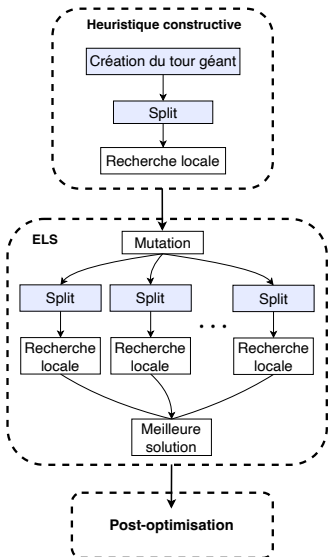 Heuristique constructive
Création du tour géant
Split
Recherche locale
ELS
Mutation
Split
Split
Split
. . .
Recherche
locale
Recherche
locale
Recherche
locale
Meilleure
solution
Post-optimisation